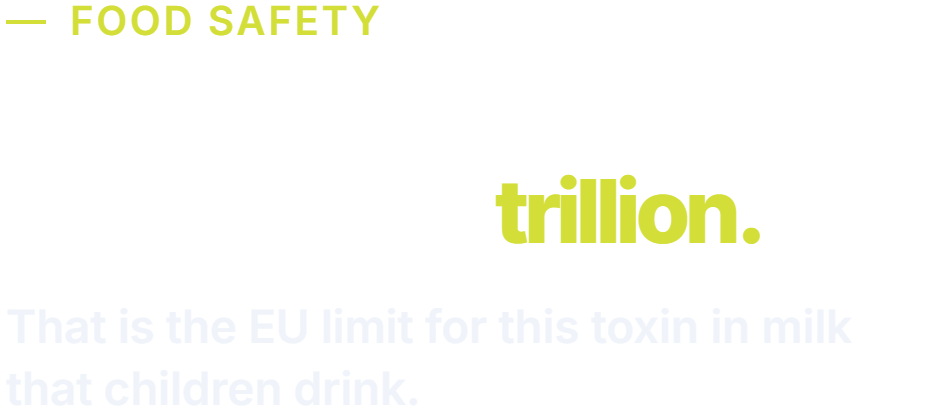 — FOOD SAFETY
trillion.
That is the EU limit for this toxin in milk
that children drink.